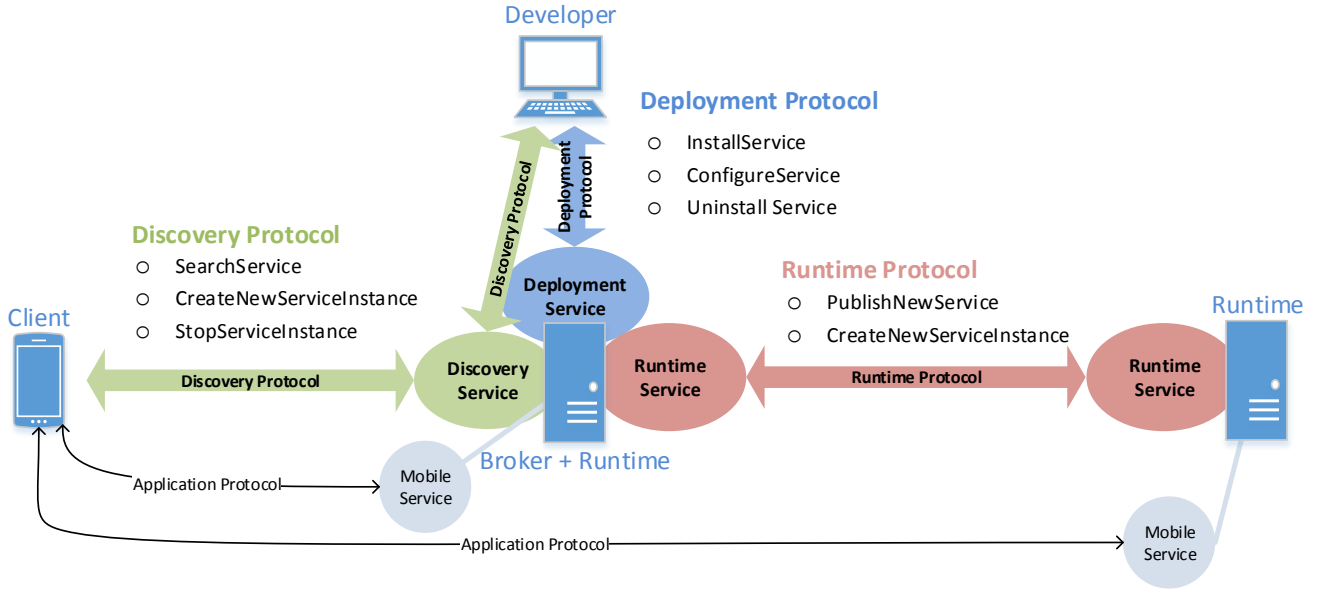 Developer
Deployment Protocol
InstallService
ConfigureService
Uninstall Service
Discovery Protocol
Deployment
Protocol
Discovery Protocol
SearchService
CreateNewServiceInstance
StopServiceInstance
Deployment
Service
Runtime Protocol
PublishNewService
CreateNewServiceInstance
Client
Runtime
Discovery Protocol
Discovery
Service
Runtime
Service
Runtime Protocol
Runtime
Service
Broker + Runtime
Application Protocol
Mobile
Service
Application Protocol
Mobile
Service